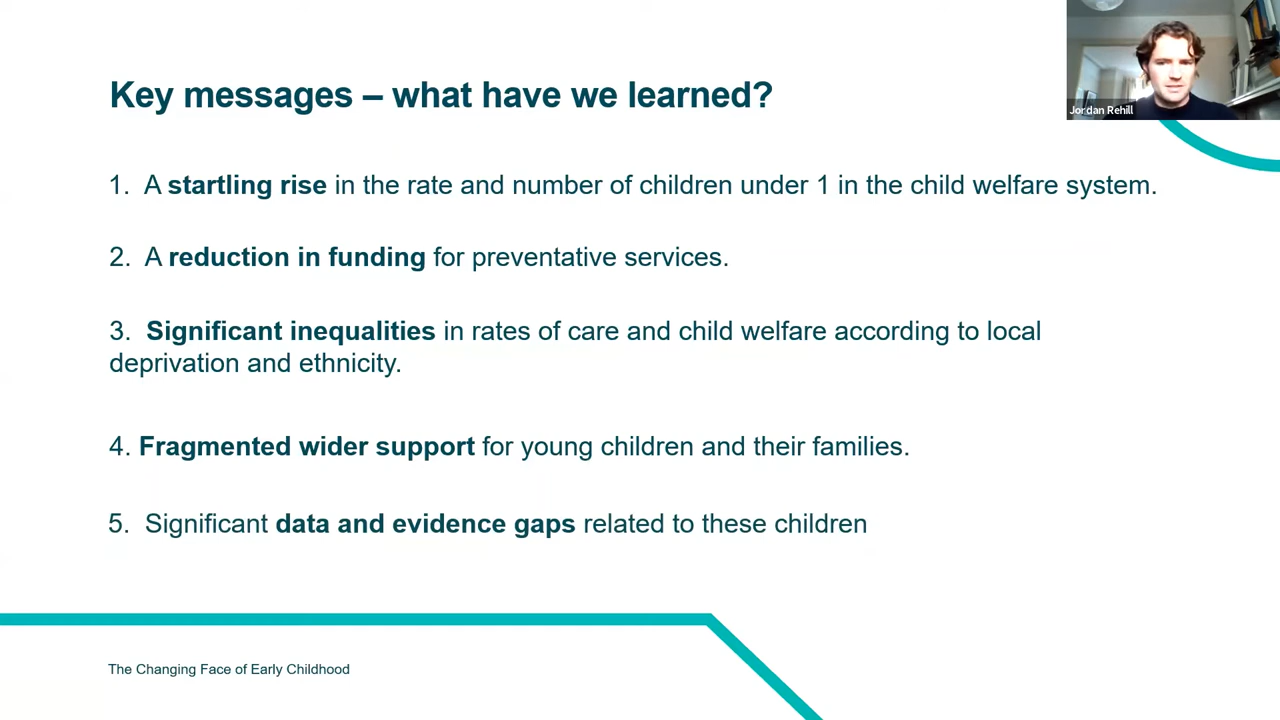 Key messages – what have we learned?
Jordan Rehill
1. A startling rise in the rate and number of children under 1 in the child welfare system.
2. A reduction in funding for preventative services.
3. Significant inequalities in rates of care and child welfare according to local
deprivation and ethnicity.
4. Fragmented wider support for young children and their families.
5. Significant data and evidence gaps related to these children
The Changing Face of Early Childhood